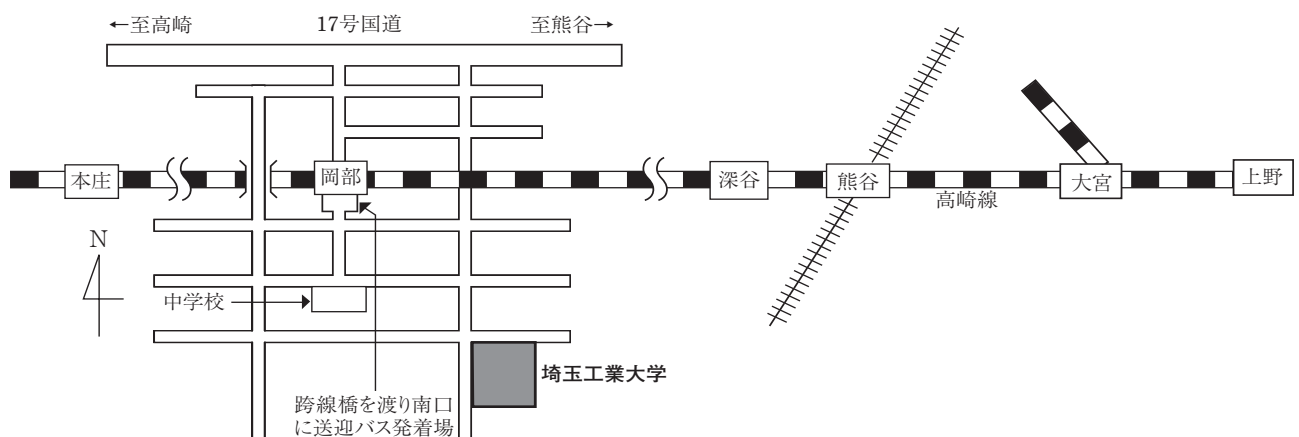 ←至高崎
17号国道
至熊谷→
本庄
岡部
深谷
熊谷
大宮
上野
高崎線
N
中学校
埼玉工業大学
跨線橋を渡り南口
に送迎バス発着場